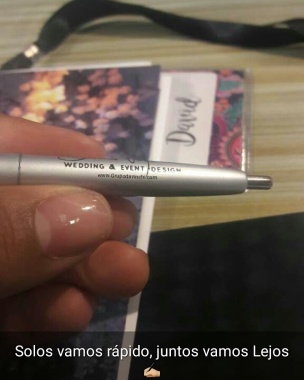 David
WEDDING & EVENT DESIGN
Solos vamos rápido, juntos vamos Lejos
✍🏻